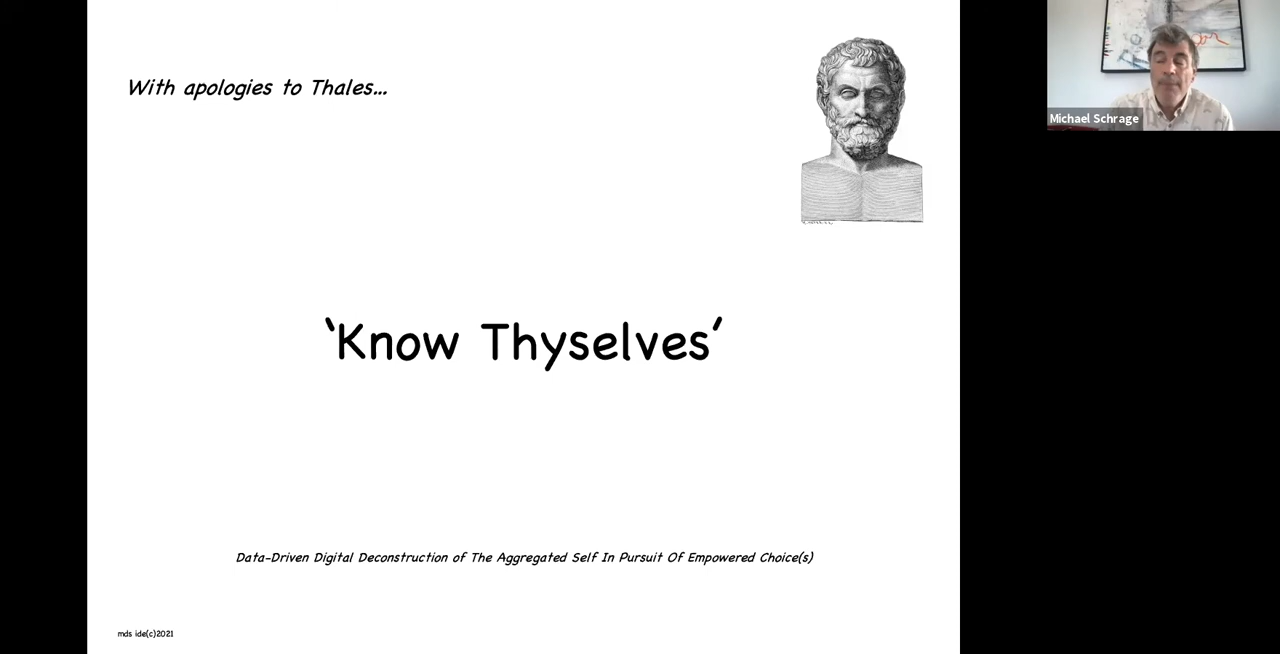 With apologies to Thales...
Michael Schrage
‘Know Thyselves’
Data-Driven Digital Deconstruction of The Aggregated Self In Pursuit Of Empowered Choice(s)
mds ide(c)2021